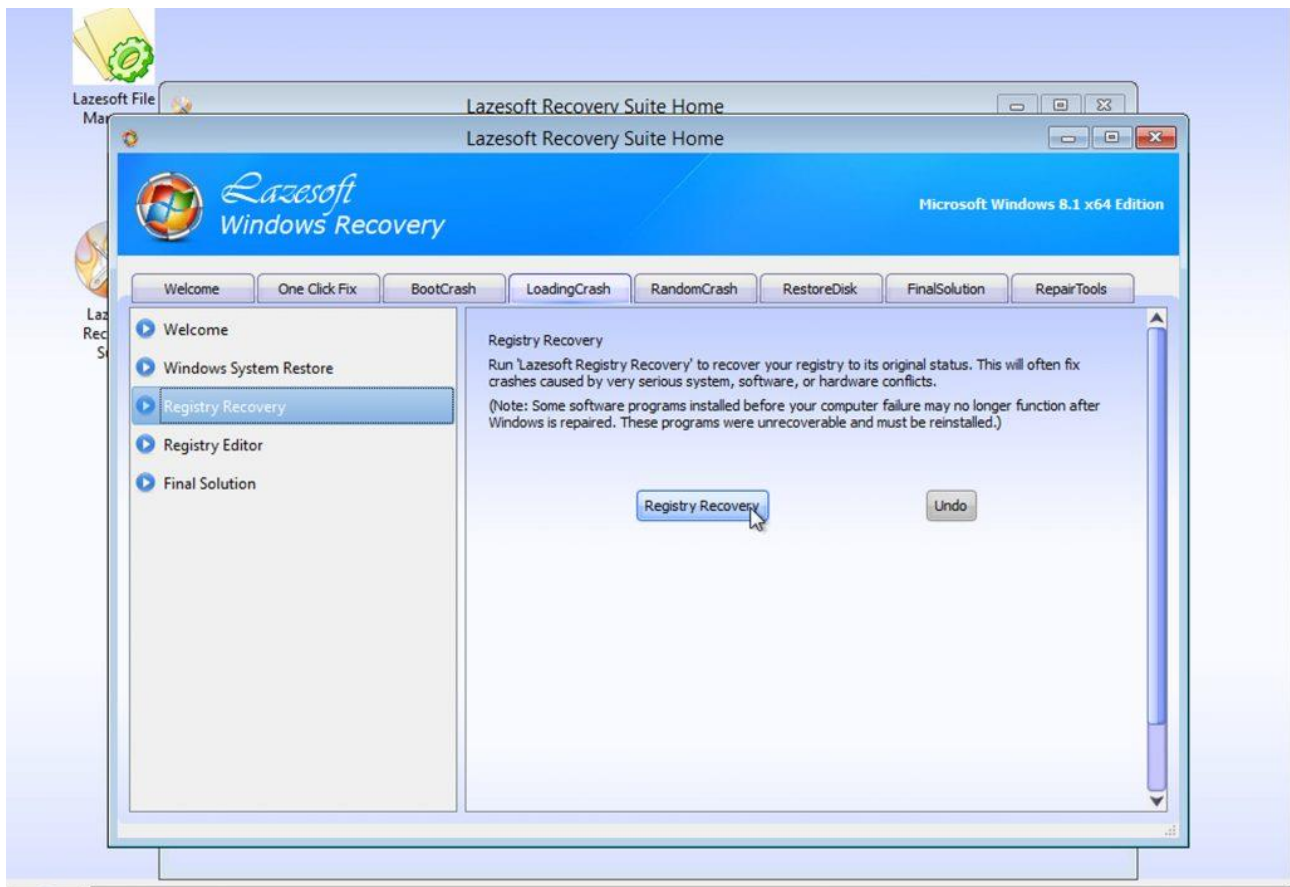 Lazesoft File
Mar
Lazesoft Recovery Suite Home
Lazesoft Recovery Suite Home
Lazesoft
Windows Recovery
Microsoft Windows 8.1 x64 Edition
Welcome One Click Fix BootCrash LoadingCrash RandomCrash RestoreDisk FinalSolution RepairTools
Laz
Rec
S
Welcome
Windows System Restore
Registry Recovery
Registry Editor
Final Solution
Registry Recovery
Run 'Lazesoft Registry Recovery' to recover your registry to its original status. This will often fix
crashes caused by very serious system, software, or hardware conflicts.
(Note: Some software programs installed before your computer failure may no longer function after
Windows is repaired. These programs were unrecoverable and must be reinstalled.)
Registry Recovery Undo